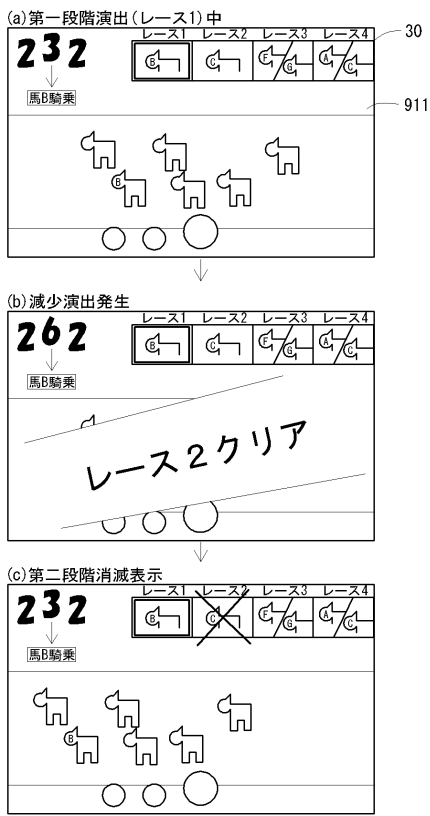 (a)第一段階演出(レース1)中
レース1 レース2 レース3 レース4
30
232
B C F G A C
馬B騎乗
911
B
(b)減少演出発生
レース1 レース2 レース3 レース4
262
B C F G A C
馬B騎乗
レース2クリア
(c)第二段階消滅表示
レース1 レース2 レース3 レース4
232
B C F G A C
馬B騎乗
B